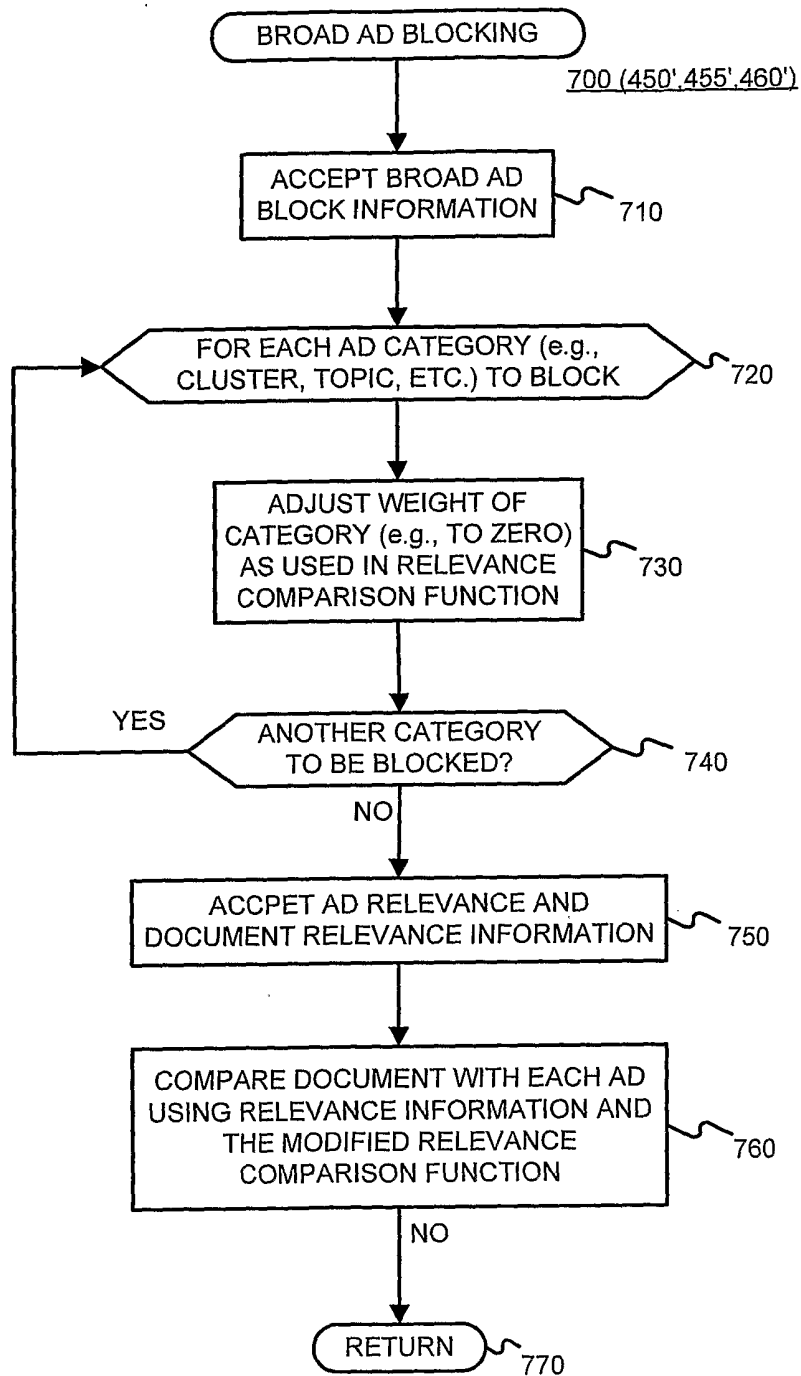 BROAD AD BLOCKING
700 (450',455',460')
ACCEPT BROAD AD
BLOCK INFORMATION
710
FOR EACH AD CATEGORY (e.g.,
CLUSTER, TOPIC, ETC.) TO BLOCK
720
ADJUST WEIGHT OF
CATEGORY (e.g., TO ZERO)
AS USED IN RELEVANCE
COMPARISON FUNCTION
730
YES
ANOTHER CATEGORY
TO BE BLOCKED?
740
NO
ACCPET AD RELEVANCE AND
DOCUMENT RELEVANCE INFORMATION
750
COMPARE DOCUMENT WITH EACH AD
USING RELEVANCE INFORMATION AND
THE MODIFIED RELEVANCE
COMPARISON FUNCTION
760
NO
RETURN
770